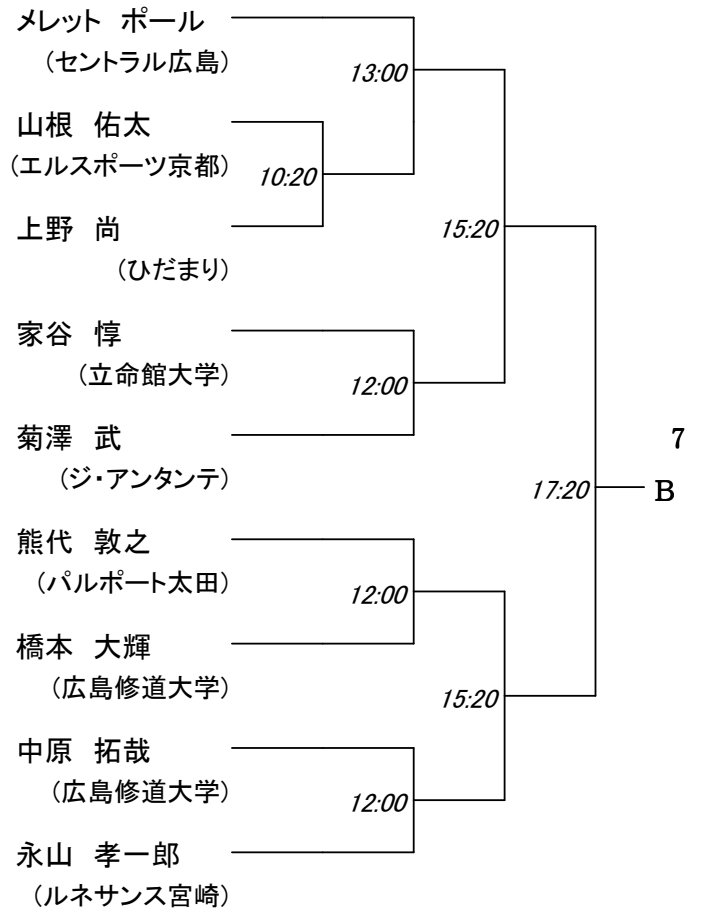 メレット ポール
(セントラル広島)
13:00
山根 佑太
(エルスポーツ京都)
10:20
上野 尚
15:20
(ひだまり)
家谷 惇
(立命館大学)
12:00
菊澤 武
7
(ジ・アンタンテ)
17:20
B
熊代 敦之
(パルポート太田)
12:00
橋本 大輝
(広島修道大学)
15:20
中原 拓哉
(広島修道大学)
12:00
永山 孝一郎
(ルネサンス宮崎)